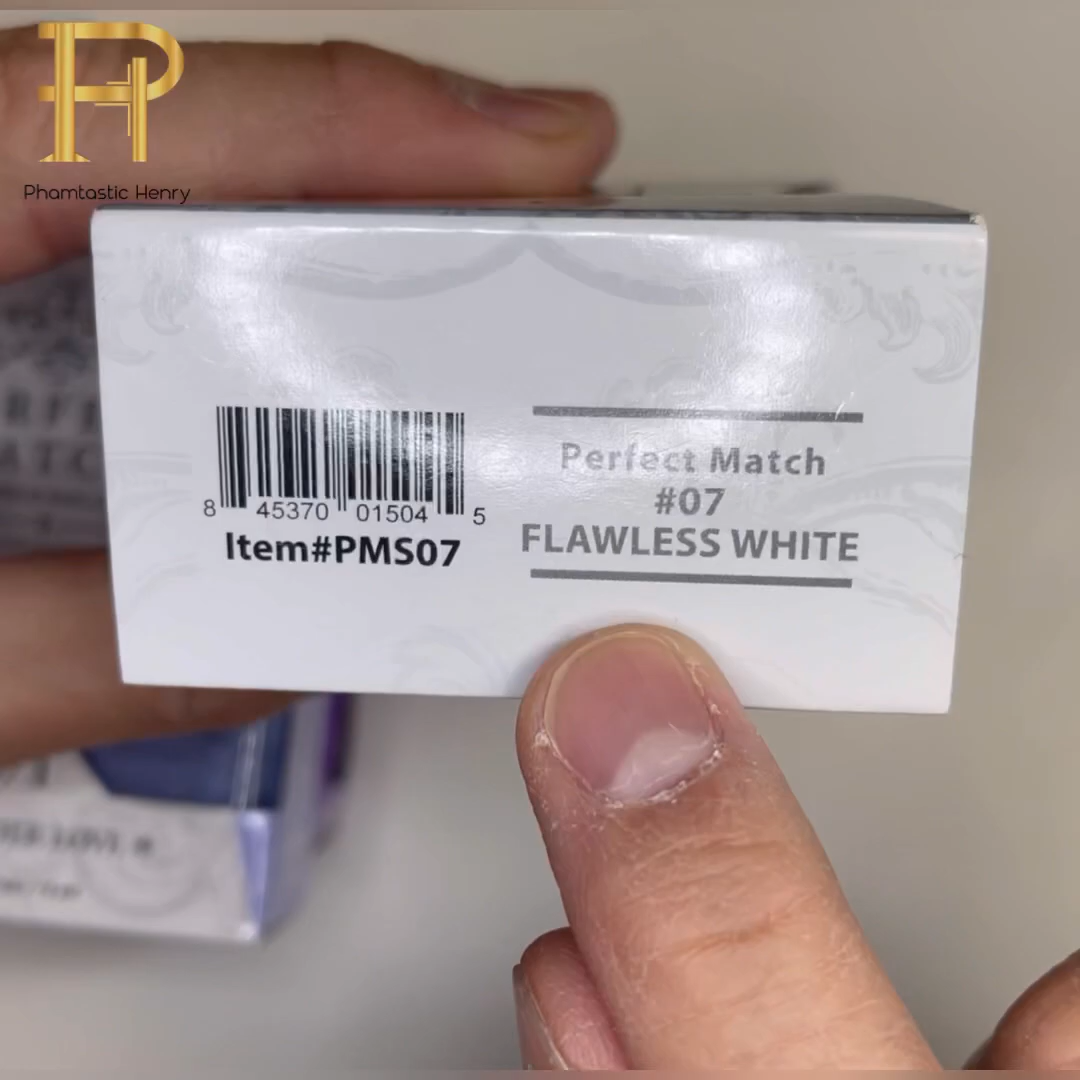 Phamtastic Henry
8 45370 01504 5
Item#PMS07
Perfect Match
#07
FLAWLESS WHITE